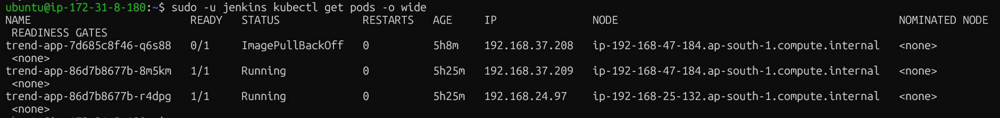 ubuntu@ip-172-31-8-180:~$ sudo -u jenkins kubectl get pods -o wide
NAME READY STATUS RESTARTS AGE IP NODE NOMINATED NODE
READINESS GATES
trend-app-7d685c8f46-q6s88 0/1 ImagePullBackOff 0 5h8m 192.168.37.208 ip-192-168-47-184.ap-south-1.compute.internal <none>
<none>
trend-app-86d7b8677b-8m5km 1/1 Running 0 5h25m 192.168.37.209 ip-192-168-47-184.ap-south-1.compute.internal <none>
<none>
trend-app-86d7b8677b-r4dpg 1/1 Running 0 5h25m 192.168.24.97 ip-192-168-25-132.ap-south-1.compute.internal <none>
<none>